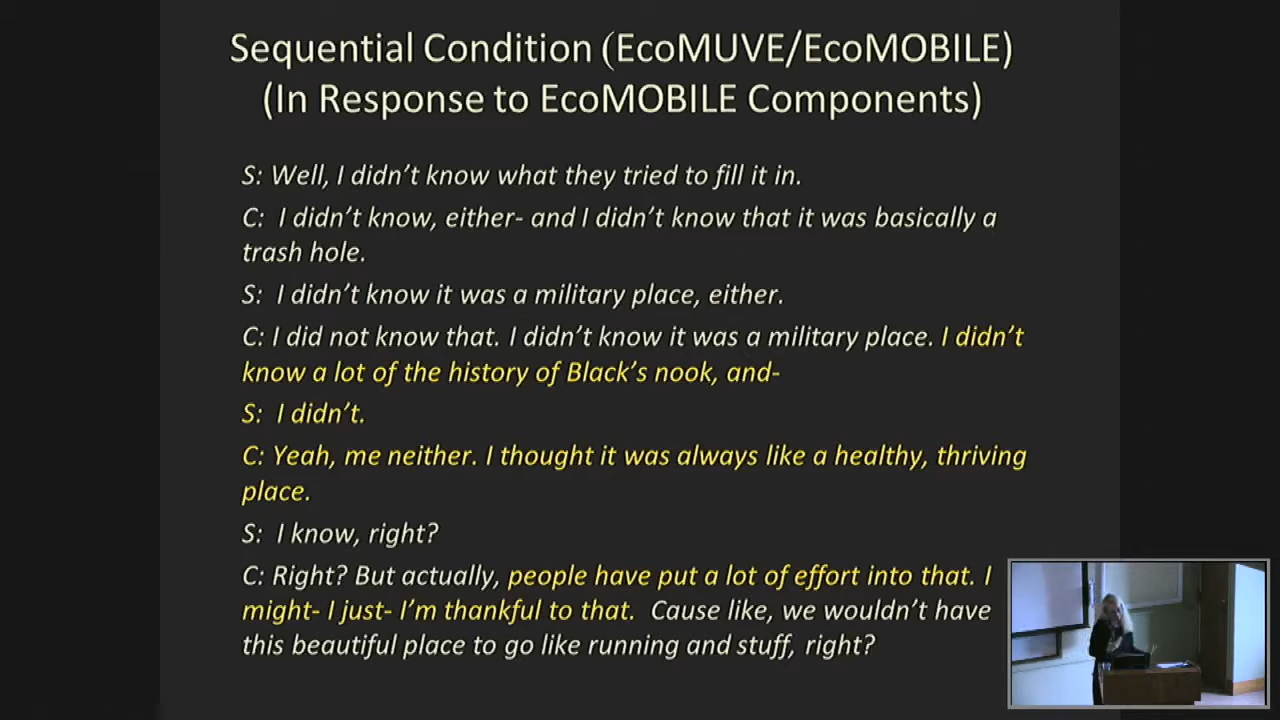 Sequential Condition (EcoMUVE/EcoMOBILE)
(In Response to EcoMOBILE Components)
S: Well, I didn't know what they tried to fill it in.
C:  I didn't know, either- and I didn't know that it was basically a
trash hole.
S:  I didn't know it was a military place, either.
C: I did not know that. I didn't know it was a military place. I didn't
know a lot of the history of Black's nook, and-
S:  I didn't.
C: Yeah, me neither. I thought it was always like a healthy, thriving
place.
S:  I know, right?
C: Right? But actually, people have put a lot of effort into that. I
might- I just- I'm thankful to that.  Cause like, we wouldn't have
this beautiful place to go like running and stuff, right?